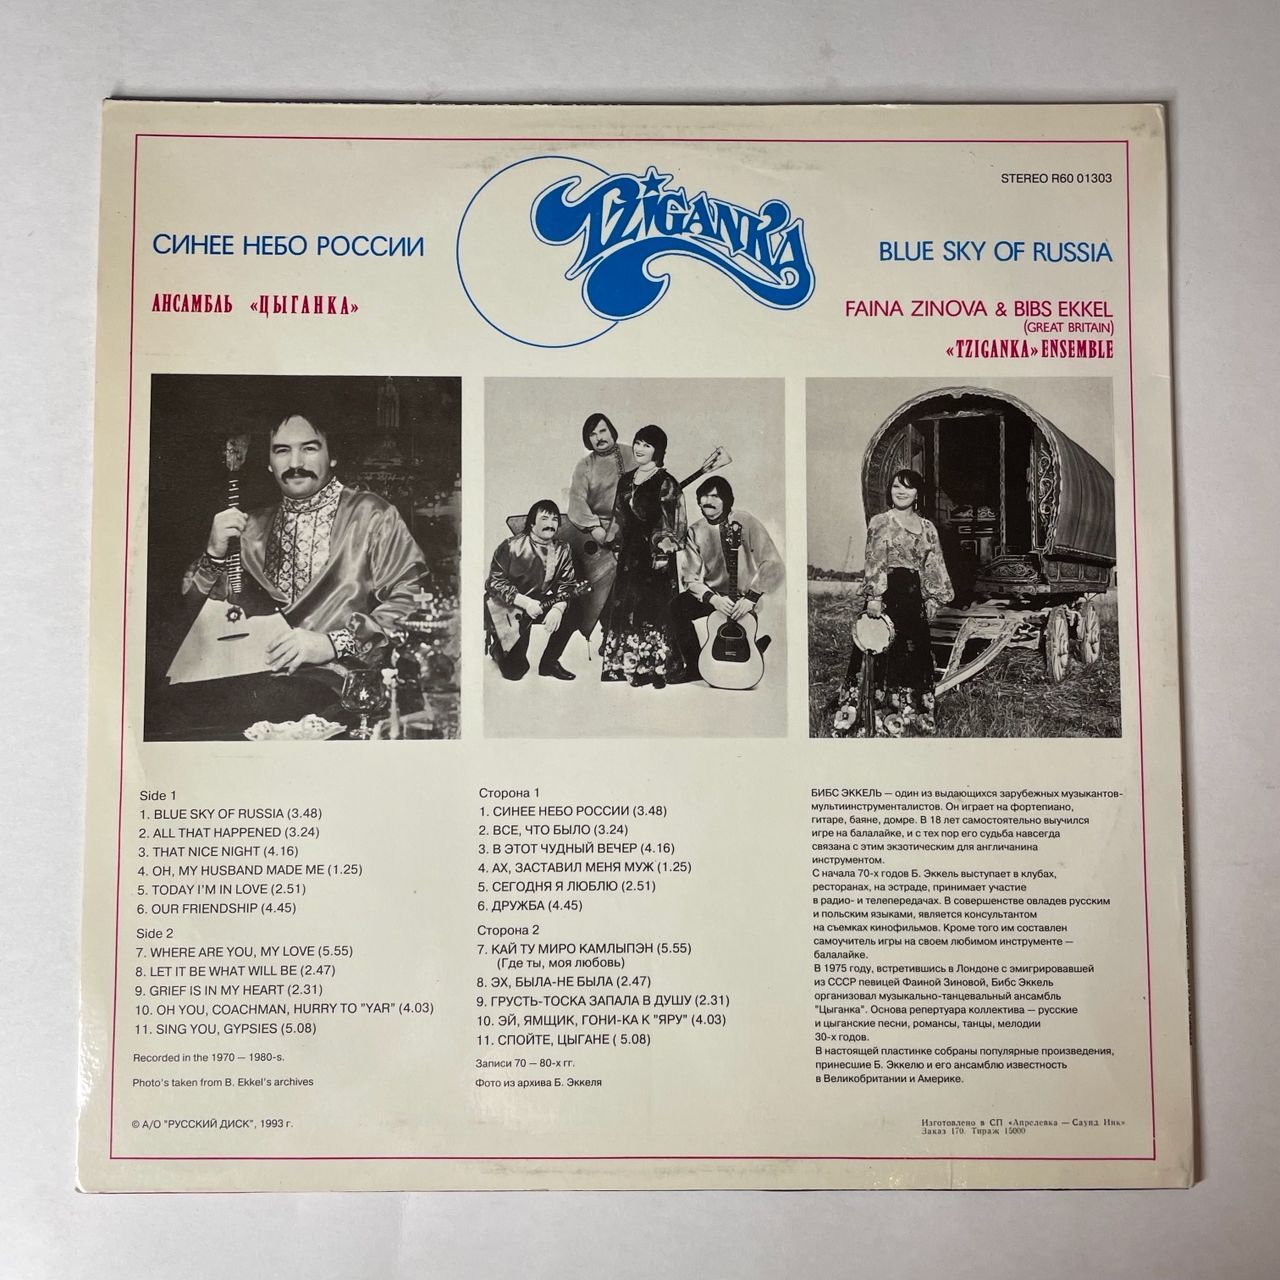 STEREO R60 01303
TZIGANKA
СИНЕЕ НЕБО РОССИИ
BLUE SKY OF RUSSIA
АНСАМБЛЬ «ЦЫГАНКА»
FAINA ZINOVA & BIBS EKKEL
(GREAT BRITAIN)
«TZIGANKA» ENSEMBLE
Side 1
1. BLUE SKY OF RUSSIA (3.48)
2. ALL THAT HAPPENED (3.24)
3. THAT NICE NIGHT (4.16)
4. OH, MY HUSBAND MADE ME (1.25)
5. TODAY I'M IN LOVE (2.51)
6. OUR FRIENDSHIP (4.45)
Side 2
7. WHERE ARE YOU, MY LOVE (5.55)
8. LET IT BE WHAT WILL BE (2.47)
9. GRIEF IS IN MY HEART (2.31)
10. OH YOU, COACHMAN, HURRY TO "YAR" (4.03)
11. SING YOU, GYPSIES (5.08)
Recorded in the 1970 — 1980-s.
Photo's taken from B. Ekkel's archives
© А/О "РУССКИЙ ДИСК", 1993 г.
Сторона 1
1. СИНЕЕ НЕБО РОССИИ (3.48)
2. ВСЕ, ЧТО БЫЛО (3.24)
3. В ЭТОТ ЧУДНЫЙ ВЕЧЕР (4.16)
4. АХ, ЗАСТАВИЛ МЕНЯ МУЖ (1.25)
5. СЕГОДНЯ Я ЛЮБЛЮ (2.51)
6. ДРУЖБА (4.45)
Сторона 2
7. КАЙ ТУ МИРО КАМЛЫПЭН (5.55)
(Где ты, моя любовь)
8. ЭХ, БЫЛА-НЕ БЫЛА (2.47)
9. ГРУСТЬ-ТОСКА ЗАПАЛА В ДУШУ (2.31)
10. ЭЙ, ЯМЩИК, ГОНИ-КА К "ЯРУ" (4.03)
11. СПОЙТЕ, ЦЫГАНЕ ( 5.08)
Записи 70 — 80-х гг.
Фото из архива Б. Эккеля
БИБС ЭККЕЛЬ — один из выдающихся зарубежных музыкантов-
мультиинструменталистов. Он играет на фортепиано,
гитаре, баяне, домре. В 18 лет самостоятельно выучился
игре на балалайке, и с тех пор его судьба навсегда
связана с этим экзотическим для англичанина
инструментом.
С начала 70-х годов Б. Эккель выступает в клубах,
ресторанах, на эстраде, принимает участие
в радио- и телепередачах. В совершенстве овладев русским
и польским языками, является консультантом
на съемках кинофильмов. Кроме того им составлен
самоучитель игры на своем любимом инструменте —
балалайке.
В 1975 году, встретившись в Лондоне с эмигрировавшей
из СССР певицей Фаиной Зиновой, Бибс Эккель
организовал музыкально-танцевальный ансамбль
"Цыганка". Основа репертуара коллектива — русские
и цыганские песни, романсы, танцы, мелодии
30-х годов.
В настоящей пластинке собраны популярные произведения,
принесшие Б. Эккелю и его ансамблю известность
в Великобритании и Америке.
Изготовлено в СП «Апрелевка — Саунд Инк»
Заказ 170. Тираж 15000